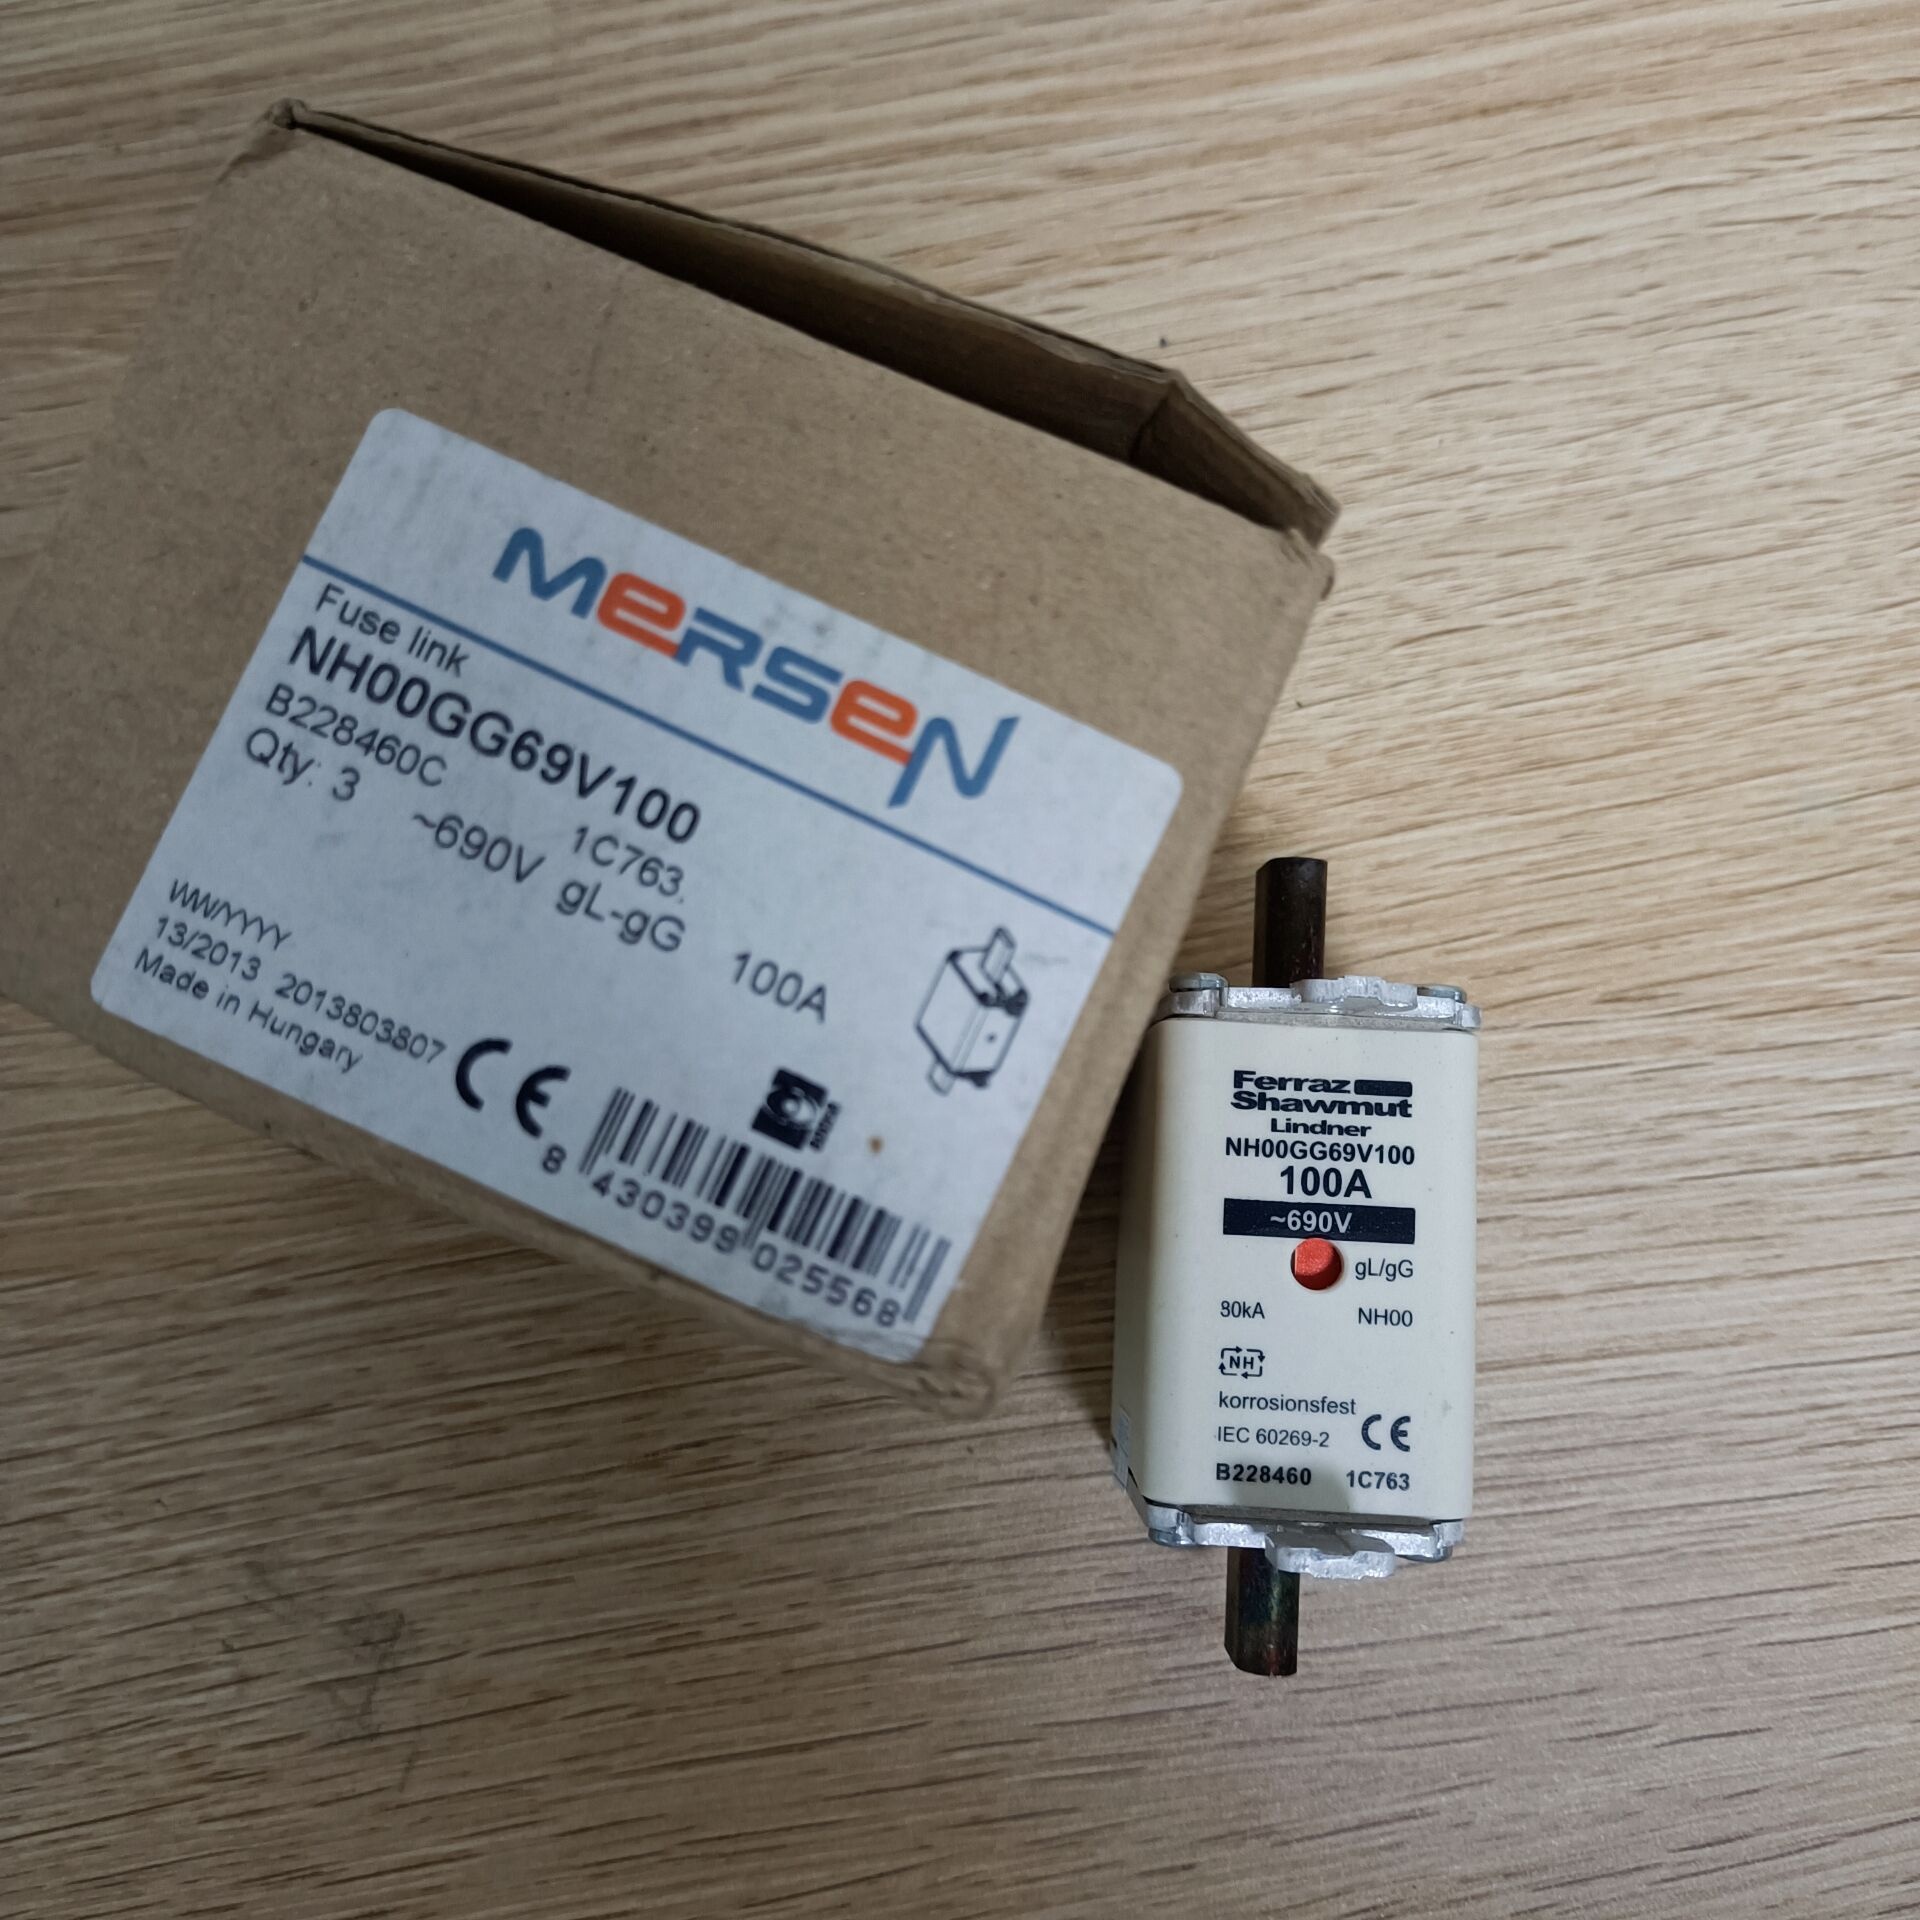 MERSEN
Fuse link
NH00GG69V100
B228460C 1C763.
Qty: 3 ~690V gL-gG 100A
WW/YYYY
13/2013 2013803807
Made in Hungary
CE
8 430399 025568
Ferraz
Shawmut
Lindner
NH00GG69V100
100A
~690V
gL/gG
80kA NH00
NH
korrosionsfest
IEC 60269-2 CE
B228460 1C763